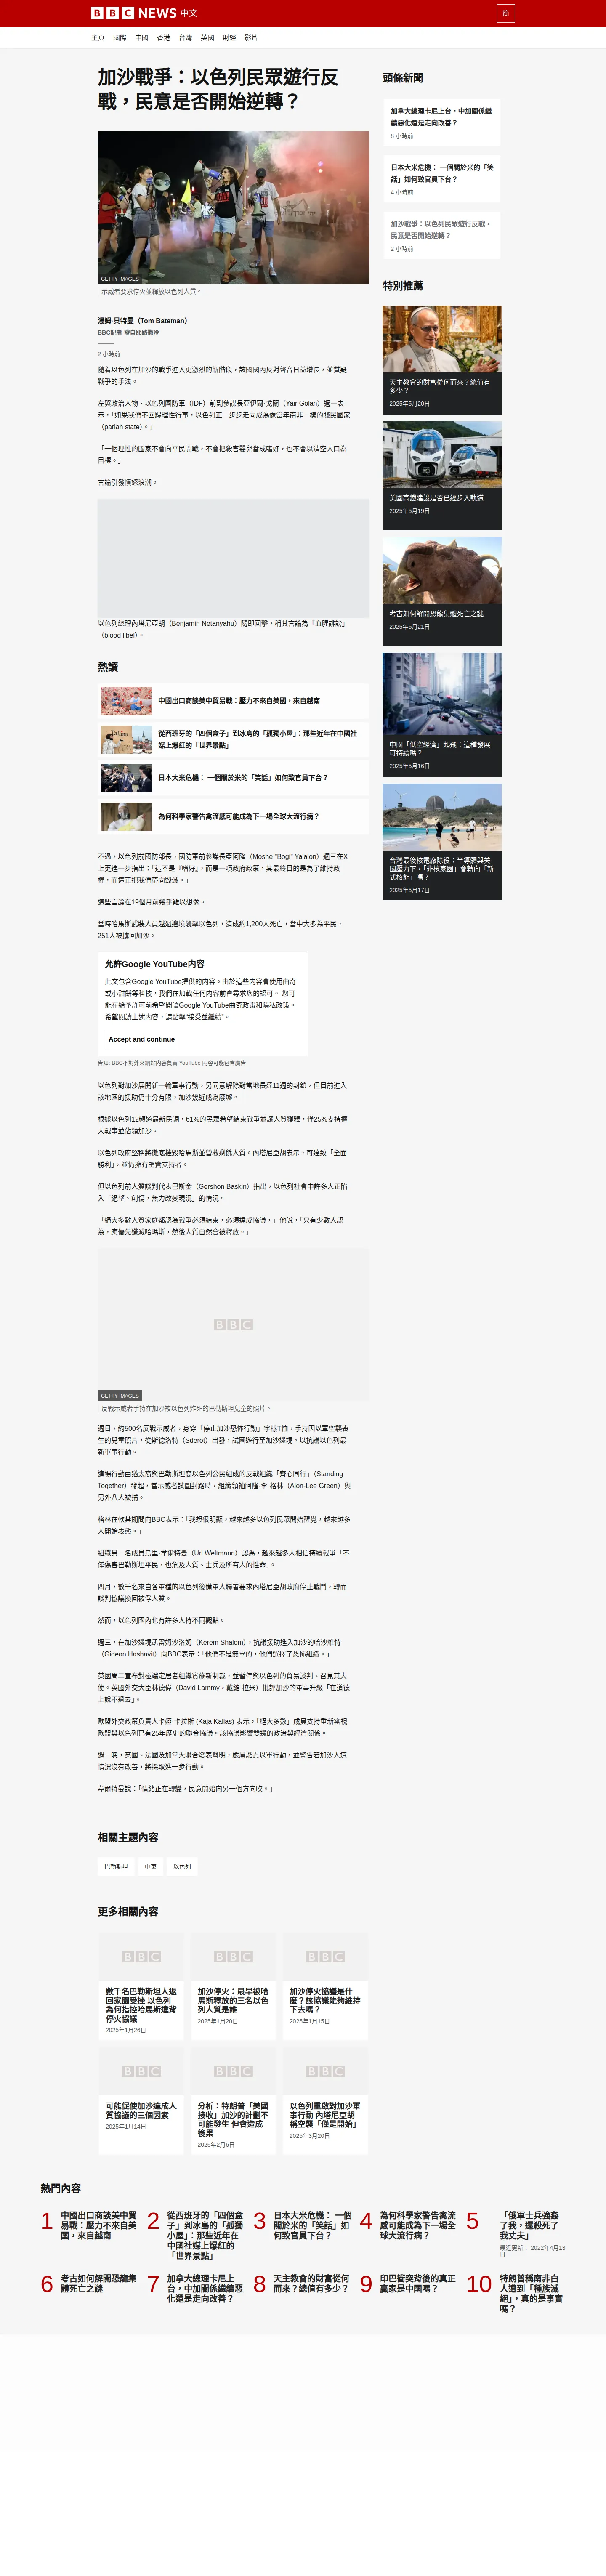 BBC NEWS 中文
简
主頁 國際 中國 香港 台灣 英國 財經 影片
加沙戰爭：以色列民眾遊行反
戰，民意是否開始逆轉？
GETTY IMAGES
示威者要求停火並釋放以色列人質。
湯姆·貝特曼（Tom Bateman）
BBC記者 發自耶路撒冷
2 小時前
隨着以色列在加沙的戰爭進入更激烈的新階段，該國國內反對聲音日益增長，並質疑
戰爭的手法。
左翼政治人物、以色列國防軍（IDF）前副參謀長亞伊爾·戈蘭（Yair Golan）週一表
示，「如果我們不回歸理性行事，以色列正一步步走向成為像當年南非一樣的賤民國家
（pariah state）。」
「一個理性的國家不會向平民開戰，不會把殺害嬰兒當成嗜好，也不會以清空人口為
目標。」
言論引發憤怒浪潮。
以色列總理內塔尼亞胡（Benjamin Netanyahu）隨即回擊，稱其言論為「血腥誹謗」
（blood libel）。
熱讀
中國出口商談美中貿易戰：壓力不來自美國，來自越南
從西班牙的「四個盒子」到冰島的「孤獨小屋」：那些近年在中國社
媒上爆紅的「世界景點」
日本大米危機： 一個關於米的「笑話」如何致官員下台？
為何科學家警告禽流感可能成為下一場全球大流行病？
不過，以色列前國防部長、國防軍前參謀長亞阿隆（Moshe "Bogi" Ya'alon）週三在X
上更進一步指出：「這不是『嗜好』，而是一項政府政策，其最終目的是為了維持政
權，而這正把我們帶向毀滅。」
這些言論在19個月前幾乎難以想像。
當時哈馬斯武裝人員越過邊境襲擊以色列，造成約1,200人死亡，當中大多為平民，
251人被擄回加沙。
允許Google YouTube内容
此文包含Google YouTube提供的内容。由於這些内容會使用曲奇
或小甜餅等科技，我們在加載任何内容前會尋求您的認可。 您可
能在給予許可前希望閱讀Google YouTube曲奇政策和隱私政策。
希望閱讀上述内容，請點擊"接受並繼續"。
Accept and continue
告知: BBC不對外來網站内容負責 YouTube 内容可能包含廣告
以色列對加沙展開新一輪軍事行動，另同意解除對當地長達11週的封鎖，但目前進入
該地區的援助仍十分有限，加沙幾近成為廢墟。
根據以色列12頻道最新民調，61%的民眾希望結束戰爭並讓人質獲釋，僅25%支持擴
大戰事並佔領加沙。
以色列政府堅稱將徹底摧毀哈馬斯並營救剩餘人質。內塔尼亞胡表示，可達致「全面
勝利」，並仍擁有堅實支持者。
但以色列前人質談判代表巴斯金（Gershon Baskin）指出，以色列社會中許多人正陷
入「絕望、創傷，無力改變現況」的情況。
「絕大多數人質家庭都認為戰爭必須結束，必須達成協議，」他說，「只有少數人認
為，應優先殲滅哈瑪斯，然後人質自然會被釋放。」
BBC
GETTY IMAGES
反戰示威者手持在加沙被以色列炸死的巴勒斯坦兒童的照片。
週日，約500名反戰示威者，身穿「停止加沙恐怖行動」字樣T恤，手持因以軍空襲喪
生的兒童照片，從斯德洛特（Sderot）出發，試圖遊行至加沙邊境，以抗議以色列最
新軍事行動。
這場行動由猶太裔與巴勒斯坦裔以色列公民組成的反戰組織「齊心同行」（Standing
Together）發起，當示威者試圖封路時，組織領袖阿隆-李·格林（Alon-Lee Green）與
另外八人被捕。
格林在軟禁期間向BBC表示：「我想很明顯，越來越多以色列民眾開始醒覺，越來越多
人開始表態。」
組織另一名成員烏里·韋爾特曼（Uri Weltmann）認為，越來越多人相信持續戰爭「不
僅傷害巴勒斯坦平民，也危及人質、士兵及所有人的性命」。
四月，數千名來自各軍種的以色列後備軍人聯署要求內塔尼亞胡政府停止戰鬥，轉而
談判協議換回被俘人質。
然而，以色列國內也有許多人持不同觀點。
週三，在加沙邊境凱雷姆沙洛姆（Kerem Shalom），抗議援助進入加沙的哈沙維特
（Gideon Hashavit）向BBC表示：「他們不是無辜的，他們選擇了恐怖組織。」
英國周二宣布對極端定居者組織實施新制裁，並暫停與以色列的貿易談判、召見其大
使。英國外交大臣林德偉（David Lammy，戴維·拉米）批評加沙的軍事升級「在道德
上說不過去」。
歐盟外交政策負責人卡婭·卡拉斯 (Kaja Kallas) 表示，「絕大多數」成員支持重新審視
歐盟與以色列已有25年歷史的聯合協議。該協議影響雙邊的政治與經濟關係。
週一晚，英國、法國及加拿大聯合發表聲明，嚴厲譴責以軍行動，並警告若加沙人道
情況沒有改善，將採取進一步行動。
韋爾特曼說：「情緒正在轉變，民意開始向另一個方向吹。」
相關主題內容
巴勒斯坦
中東
以色列
更多相關內容
BBC
數千名巴勒斯坦人返
回家園受挫 以色列
為何指控哈馬斯違背
停火協議
2025年1月26日
BBC
加沙停火：最早被哈
馬斯釋放的三名以色
列人質是誰
2025年1月20日
BBC
加沙停火協議是什
麼？該協議能夠維持
下去嗎？
2025年1月15日
BBC
可能促使加沙達成人
質協議的三個因素
2025年1月14日
BBC
分析：特朗普「美國
接收」加沙的計劃不
可能發生 但會造成
後果
2025年2月6日
BBC
以色列重啟對加沙軍
事行動 內塔尼亞胡
稱空襲「僅是開始」
2025年3月20日
頭條新聞
加拿大總理卡尼上台，中加關係繼
續惡化還是走向改善？
8 小時前
日本大米危機： 一個關於米的「笑
話」如何致官員下台？
4 小時前
加沙戰爭：以色列民眾遊行反戰，
民意是否開始逆轉？
2 小時前
特別推薦
天主教會的財富從何而來？總值有
多少？
2025年5月20日
美國高鐵建設是否已經步入軌道
2025年5月19日
考古如何解開恐龍集體死亡之謎
2025年5月21日
中國「低空經濟」起飛：這種發展
可持續嗎？
2025年5月16日
台灣最後核電廠除役：半導體與美
國壓力下，「非核家園」會轉向「新
式核能」嗎？
2025年5月17日
熱門內容
1
中國出口商談美中貿
易戰：壓力不來自美
國，來自越南
2
從西班牙的「四個盒
子」到冰島的「孤獨
小屋」：那些近年在
中國社媒上爆紅的
「世界景點」
3
日本大米危機： 一個
關於米的「笑話」如
何致官員下台？
4
為何科學家警告禽流
感可能成為下一場全
球大流行病？
5
「俄軍士兵強姦
了我，還殺死了
我丈夫」
最近更新： 2022年4月13
日
6
考古如何解開恐龍集
體死亡之謎
7
加拿大總理卡尼上
台，中加關係繼續惡
化還是走向改善？
8
天主教會的財富從何
而來？總值有多少？
9
印巴衝突背後的真正
贏家是中國嗎？
10
特朗普稱南非白
人遭到「種族滅
絕」，真的是事實
嗎？